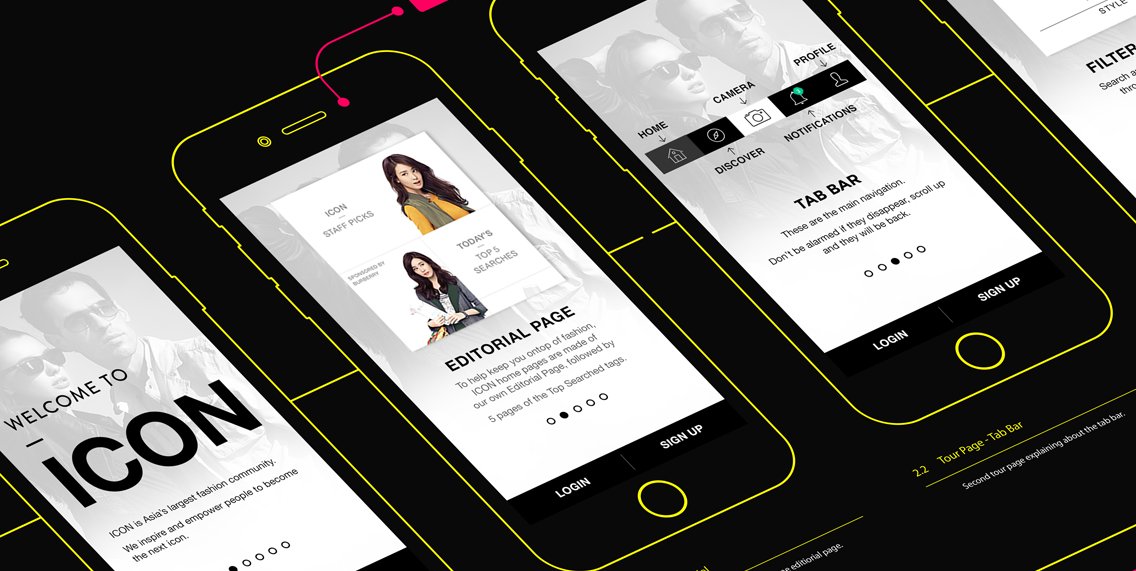 WELCOME TO
ICON
ICON is Asia's largest fashion community.
We inspire and empower people to become
the next icon.
ICON
STAFF PICKS
TODAY'S
TOP 5
SEARCHES
SPONSORED BY
BURBERRY
EDITORIAL PAGE
To help keep you ontop of fashion,
ICON home pages are made of
our own Editorial Page, followed by
5 pages of the Top Searched tags.
LOGIN
SIGN UP
HOME
CAMERA
PROFILE
DISCOVER
NOTIFICATIONS
TAB BAR
These are the main navigation.
Don't be alarmed if they disappear, scroll up
and they will be back.
LOGIN
SIGN UP
2.2 Tour Page - Tab Bar
Second tour page explaining about the tab bar.
editiorial page.
STYLE
FILTER
Search a